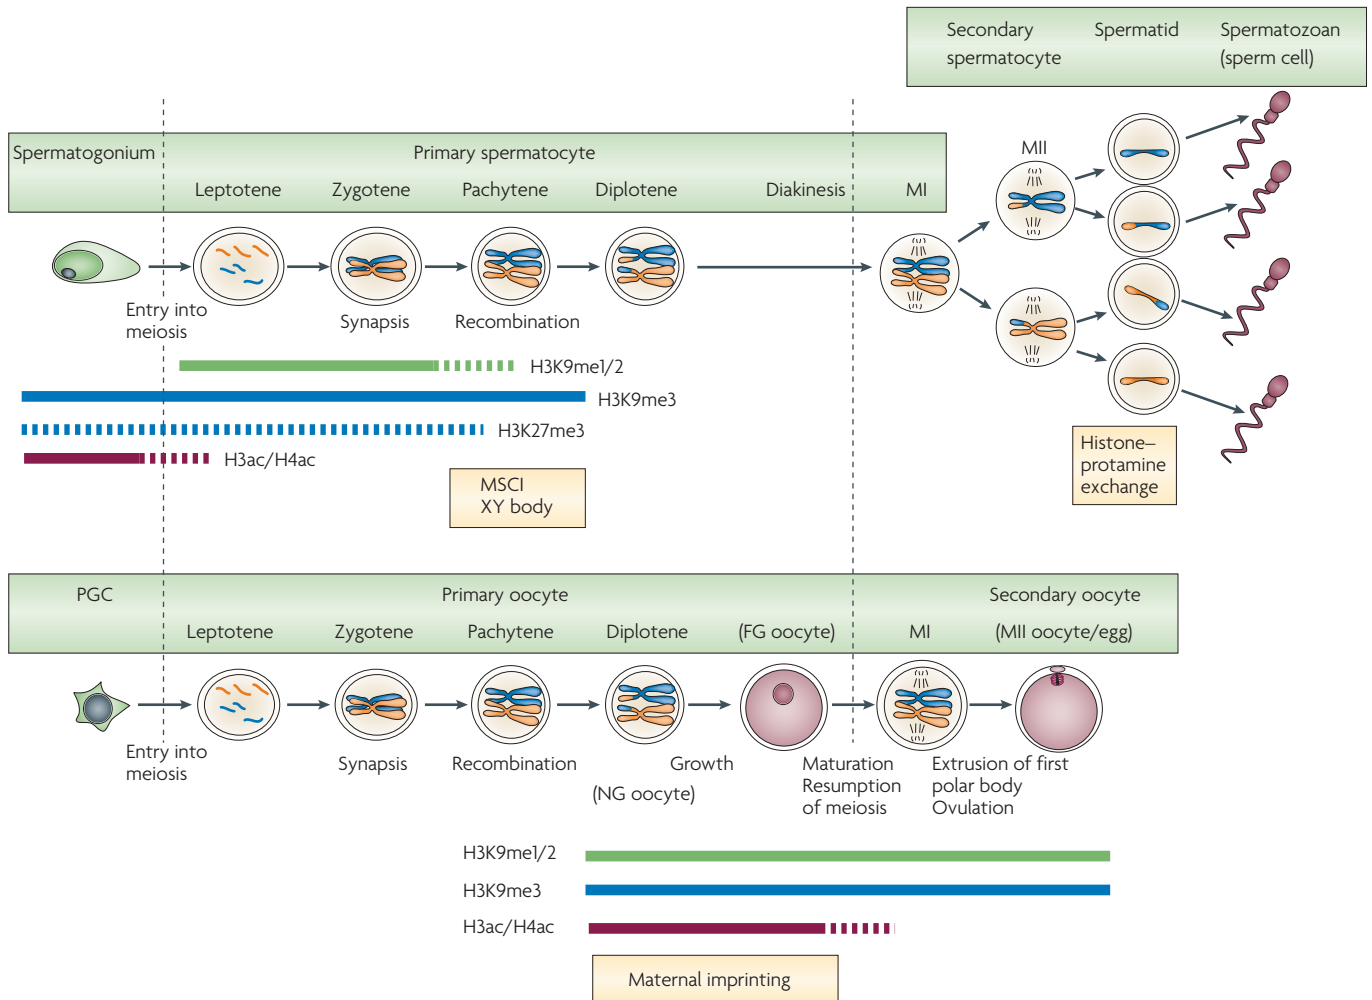 Secondary spermatocyte
Spermatid
Spermatozoan (sperm cell)
Spermatogonium
Primary spermatocyte
Leptotene
Zygotene
Pachytene
Diplotene
Diakinesis
MI
MII
Entry into
meiosis
Synapsis
Recombination
H3K9me1/2
H3K9me3
H3K27me3
H3ac/H4ac
MSCI
XY body
Histone–
protamine
exchange
PGC
Primary oocyte
Secondary oocyte
Leptotene
Zygotene
Pachytene
Diplotene
(FG oocyte)
MI
(MII oocyte/egg)
Entry into
meiosis
Synapsis
Recombination
(NG oocyte)
Growth
Maturation
Resumption
of meiosis
Extrusion of first
polar body
Ovulation
H3K9me1/2
H3K9me3
H3ac/H4ac
Maternal imprinting